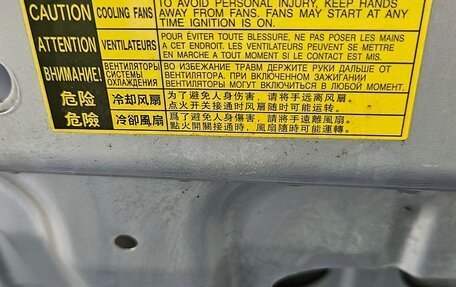 CAUTION
COOLING FANS
TO AVOID PERSONAL INJURY, KEEP HANDS
AWAY FROM FANS. FANS MAY START AT ANY
TIME IGNITION IS ON.
ATTENTION
VENTILATEURS
POUR ÉVITER TOUTE BLESSURE, NE PAS POSER LES MAINS
A CET ENDROIT. LES VENTILATEURS PEUVENT SE METTRE
EN MARCHE A TOUT MOMENT SI LE CONTACT EST MIS.
ВНИМАНИЕ!
ВЕНТИЛЯТОРЫ
СИСТЕМЫ
ОХЛАЖДЕНИЯ
ВО ИЗБЕЖАНИЕ ТРАВМ ДЕРЖИТЕ РУКИ ДАЛЬШЕ ОТ
ВЕНТИЛЯТОРА. ПРИ ВКЛЮЧЕННОМ ЗАЖИГАНИИ
ВЕНТИЛЯТОРЫ МОГУТ ВКЛЮЧИТЬСЯ В ЛЮБОЙ МОМЕНТ.
危险
冷却风扇
为了避免人身伤害，请将手远离风扇。
点火开关接通时风扇随时可能运转。
危險
冷卻風扇
爲了避免人身傷害，請將手遠離風扇。
點火開關接通時，風扇隨時可能運轉。